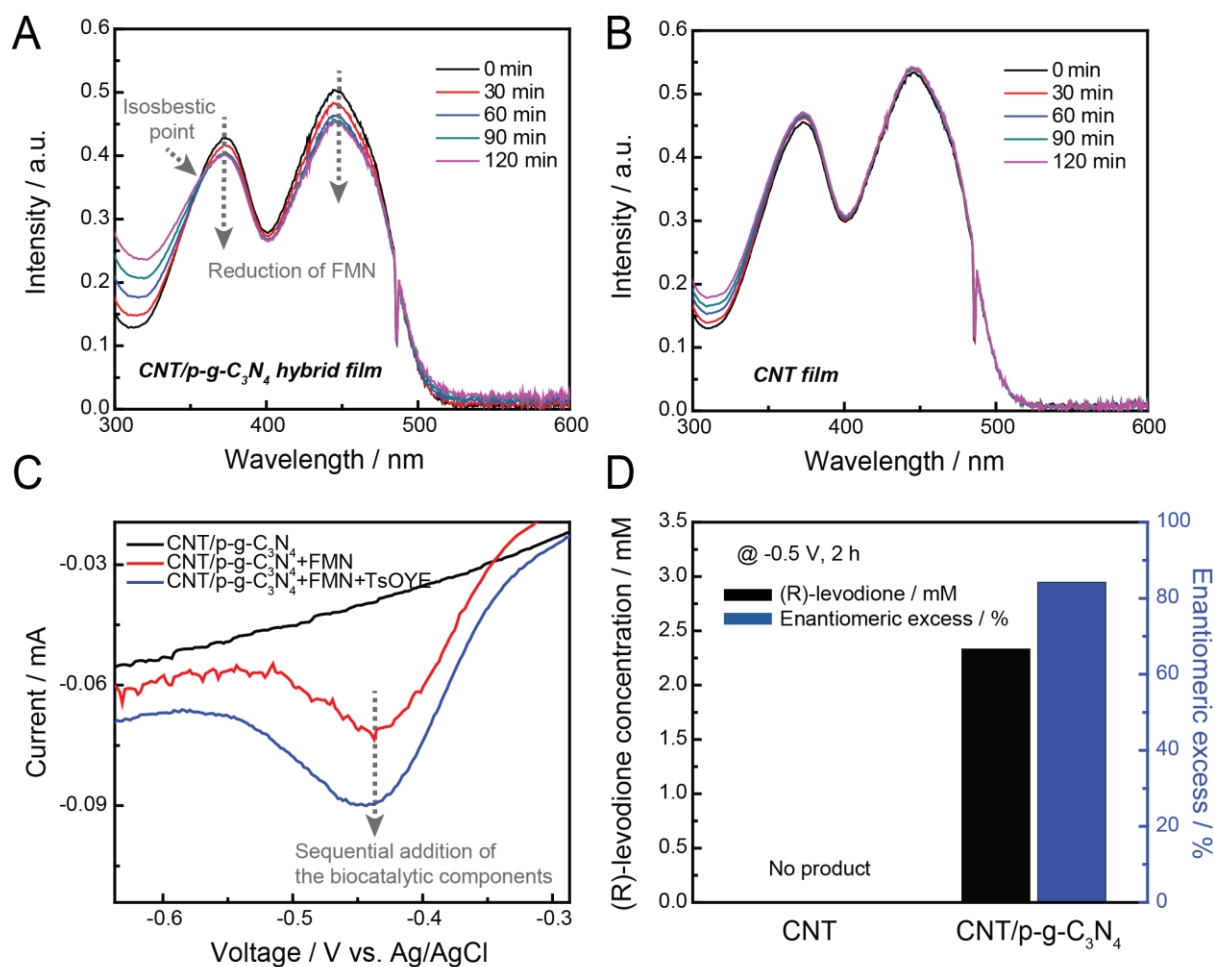 A
0.6
0.5
0.4
0.3
0.2
0.1
0.0
Intensity / a.u.
Isosbestic
point
0 min
30 min
60 min
90 min
120 min
Reduction of FMN
CNT/p-g-C₃N₄ hybrid film
300
400
500
600
Wavelength / nm
B
0.6
0.5
0.4
0.3
0.2
0.1
0.0
Intensity / a.u.
0 min
30 min
60 min
90 min
120 min
CNT film
300
400
500
600
Wavelength / nm
C
-0.03
-0.06
-0.09
Current / mA
CNT/p-g-C₃N₄
CNT/p-g-C₃N₄+FMN
CNT/p-g-C₃N₄+FMN+TsOYE
Sequential addition of
the biocatalytic components
-0.6
-0.5
-0.4
-0.3
Voltage / V vs. Ag/AgCl
D
3.5
3.0
2.5
2.0
1.5
1.0
0.5
0.0
(R)-levodione concentration / mM
@ -0.5 V, 2 h
(R)-levodione / mM
Enantiomeric excess / %
No product
CNT
CNT/p-g-C₃N₄
100
80
60
40
20
0
Enantiomeric excess / %